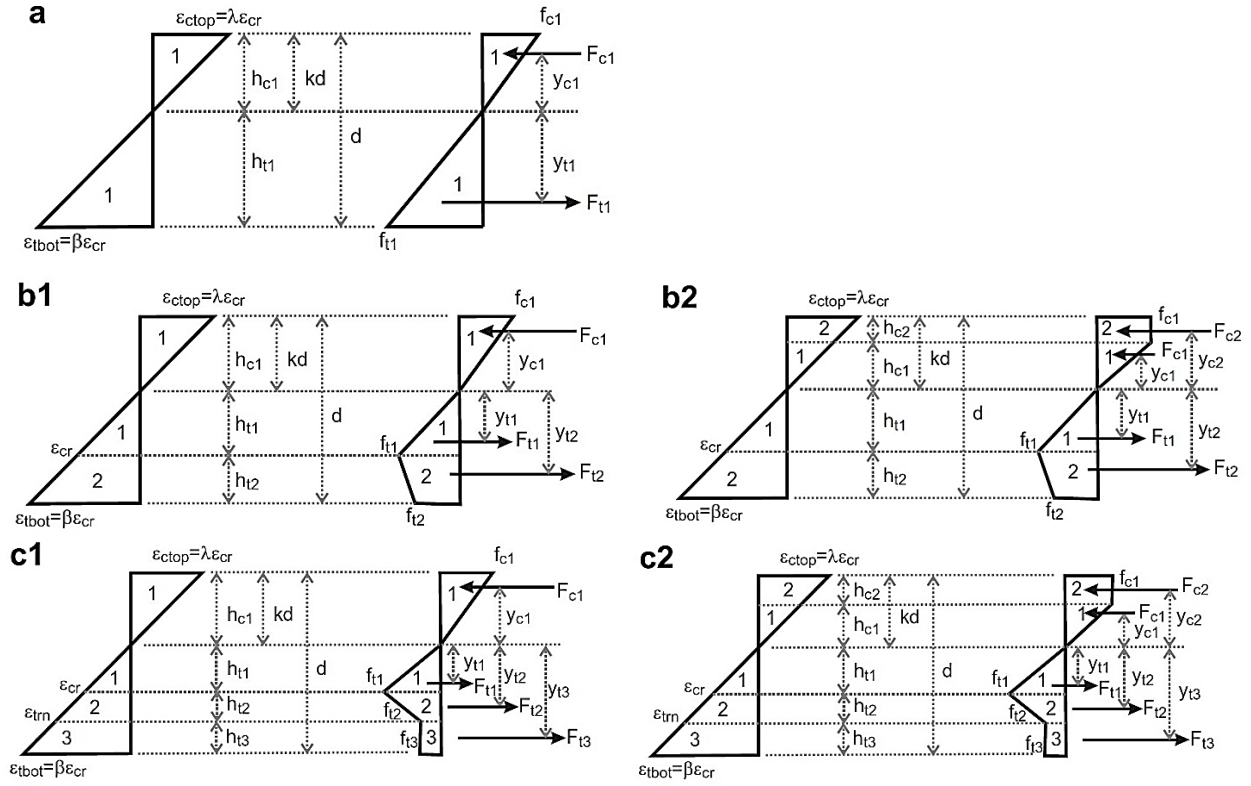 a
εctop=λεcr
fc1
1
1
Fc1
hc1
kd
yc1
d
ht1
yt1
1
1
Ft1
εtbot=βεcr
ft1
b1
εctop=λεcr
fc1
1
1
Fc1
hc1
kd
yc1
d
1
ht1
1
yt1
yt2
εcr
ft1
Ft1
2
ht2
2
Ft2
εtbot=βεcr
ft2
b2
εctop=λεcr
fc1
2
hc2
2
Fc2
1
hc1
kd
1
Fc1
yc1
yc2
d
1
ht1
yt1
yt2
εcr
ft1
1
Ft1
2
ht2
2
Ft2
εtbot=βεcr
ft2
c1
εctop=λεcr
fc1
1
1
Fc1
hc1
kd
yc1
d
1
ht1
1
yt1
yt2
yt3
εcr
ft1
Ft1
2
ht2
2
Ft2
εtrn
ft2
3
ht3
ft3
3
Ft3
εtbot=βεcr
c2
εctop=λεcr
fc1
2
hc2
2
Fc2
1
hc1
kd
1
Fc1
yc1
yc2
d
1
ht1
1
yt1
yt2
yt3
εcr
ft1
Ft1
2
ht2
2
Ft2
εtrn
ft2
3
ht3
ft3
3
Ft3
εtbot=βεcr